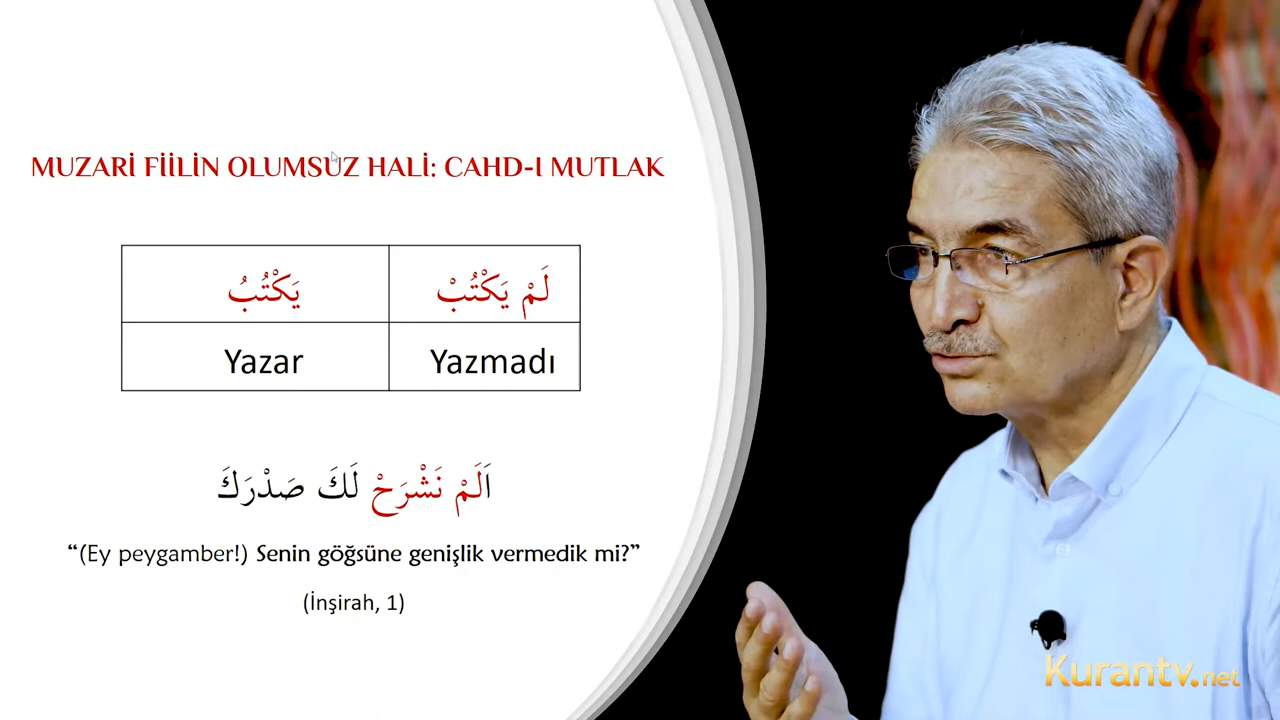 MUZARİ FİİLİN OLUMSUZ HALİ: CAHD-I MUTLAK
يَكْتُبُ لَمْ يَكْتُبْ
Yazar Yazmadı
اَلَمْ نَشْرَحْ لَكَ صَدْرَكَ
“(Ey peygamber!) Senin göğsüne genişlik vermedik mi?”
(İnşirah, 1)
Kurantv.net